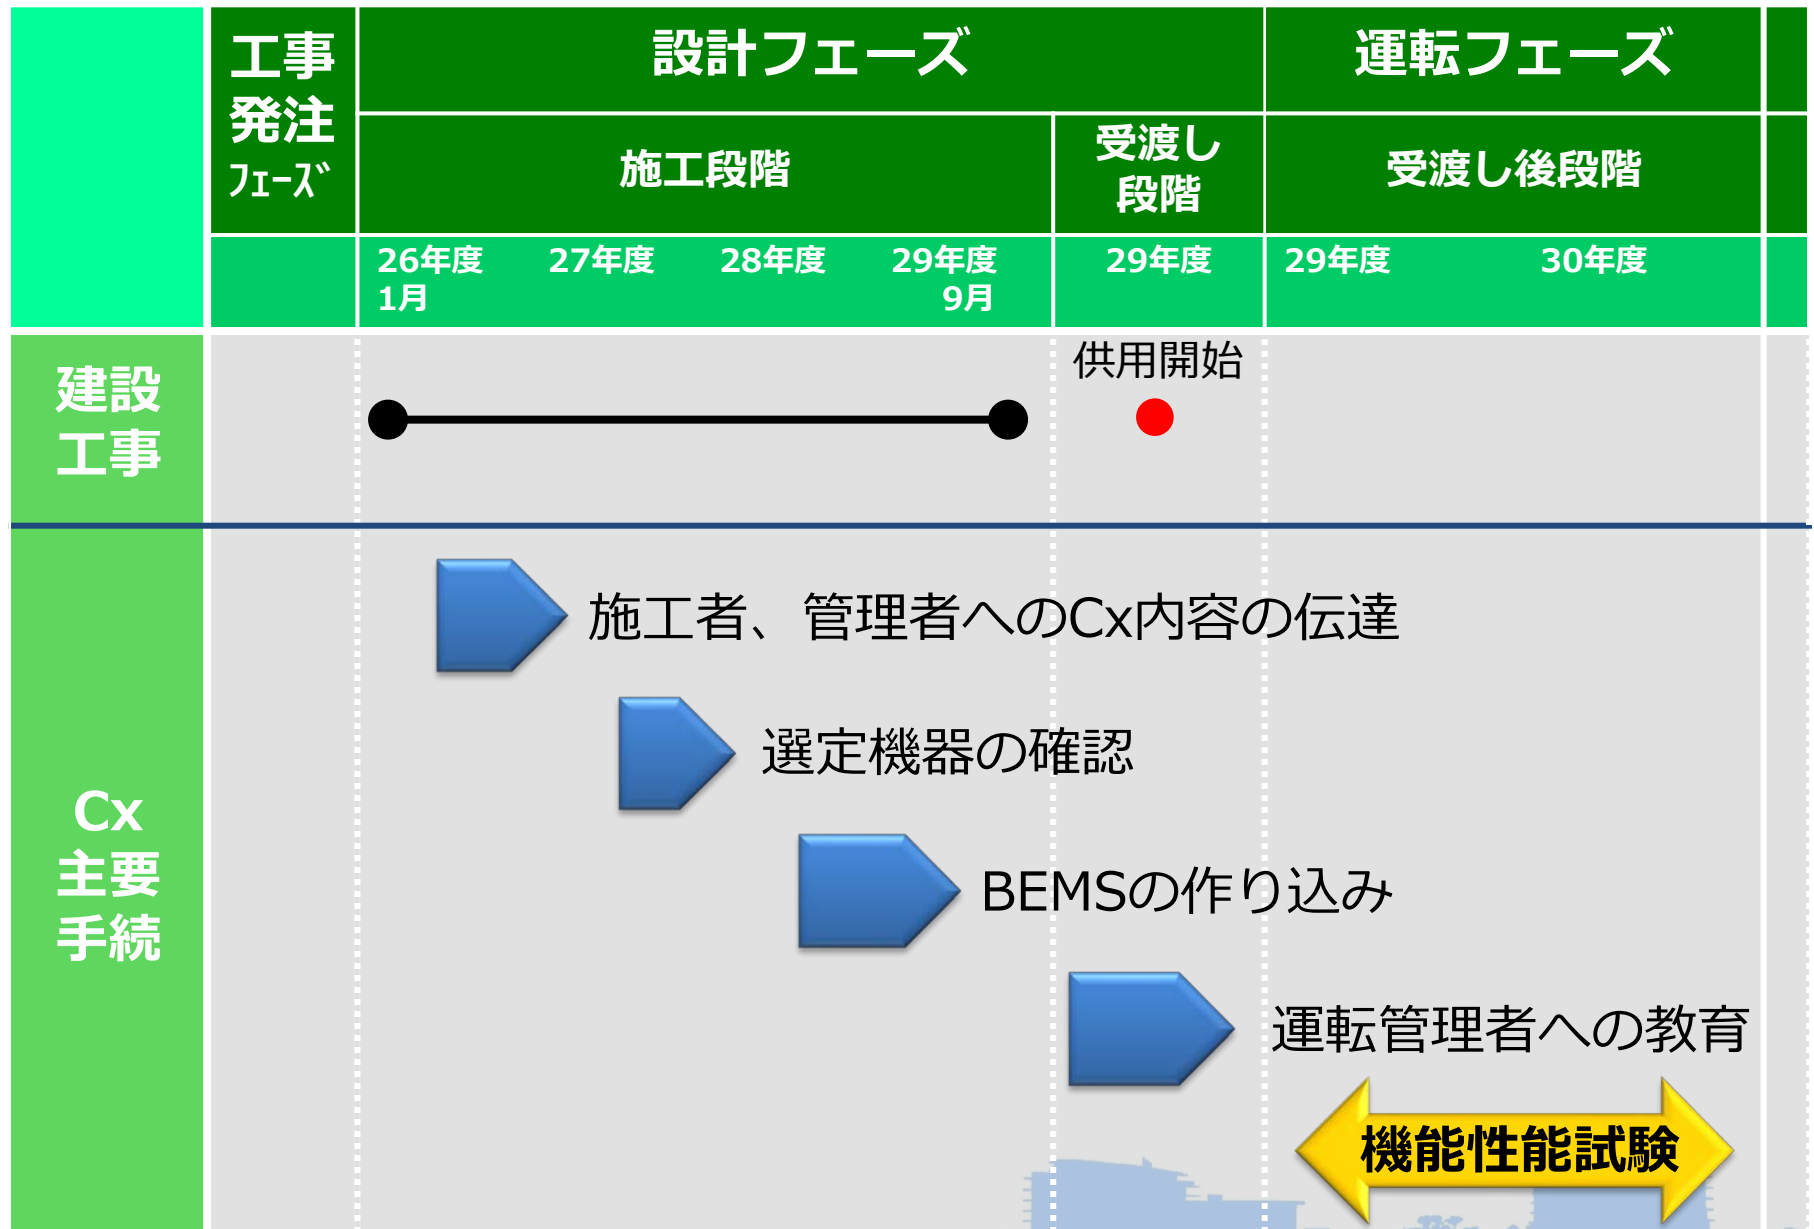 工事
発注
ﾌｪｰｽﾞ
設計フェーズ
運転フェーズ
施工段階
受渡し
段階
受渡し後段階
26年度 27年度 28年度 29年度 29年度 29年度 30年度
1月 9月
建設
工事
供用開始
Cx
主要
手続
施工者、管理者へのCx内容の伝達
選定機器の確認
BEMSの作り込み
運転管理者への教育
機能性能試験